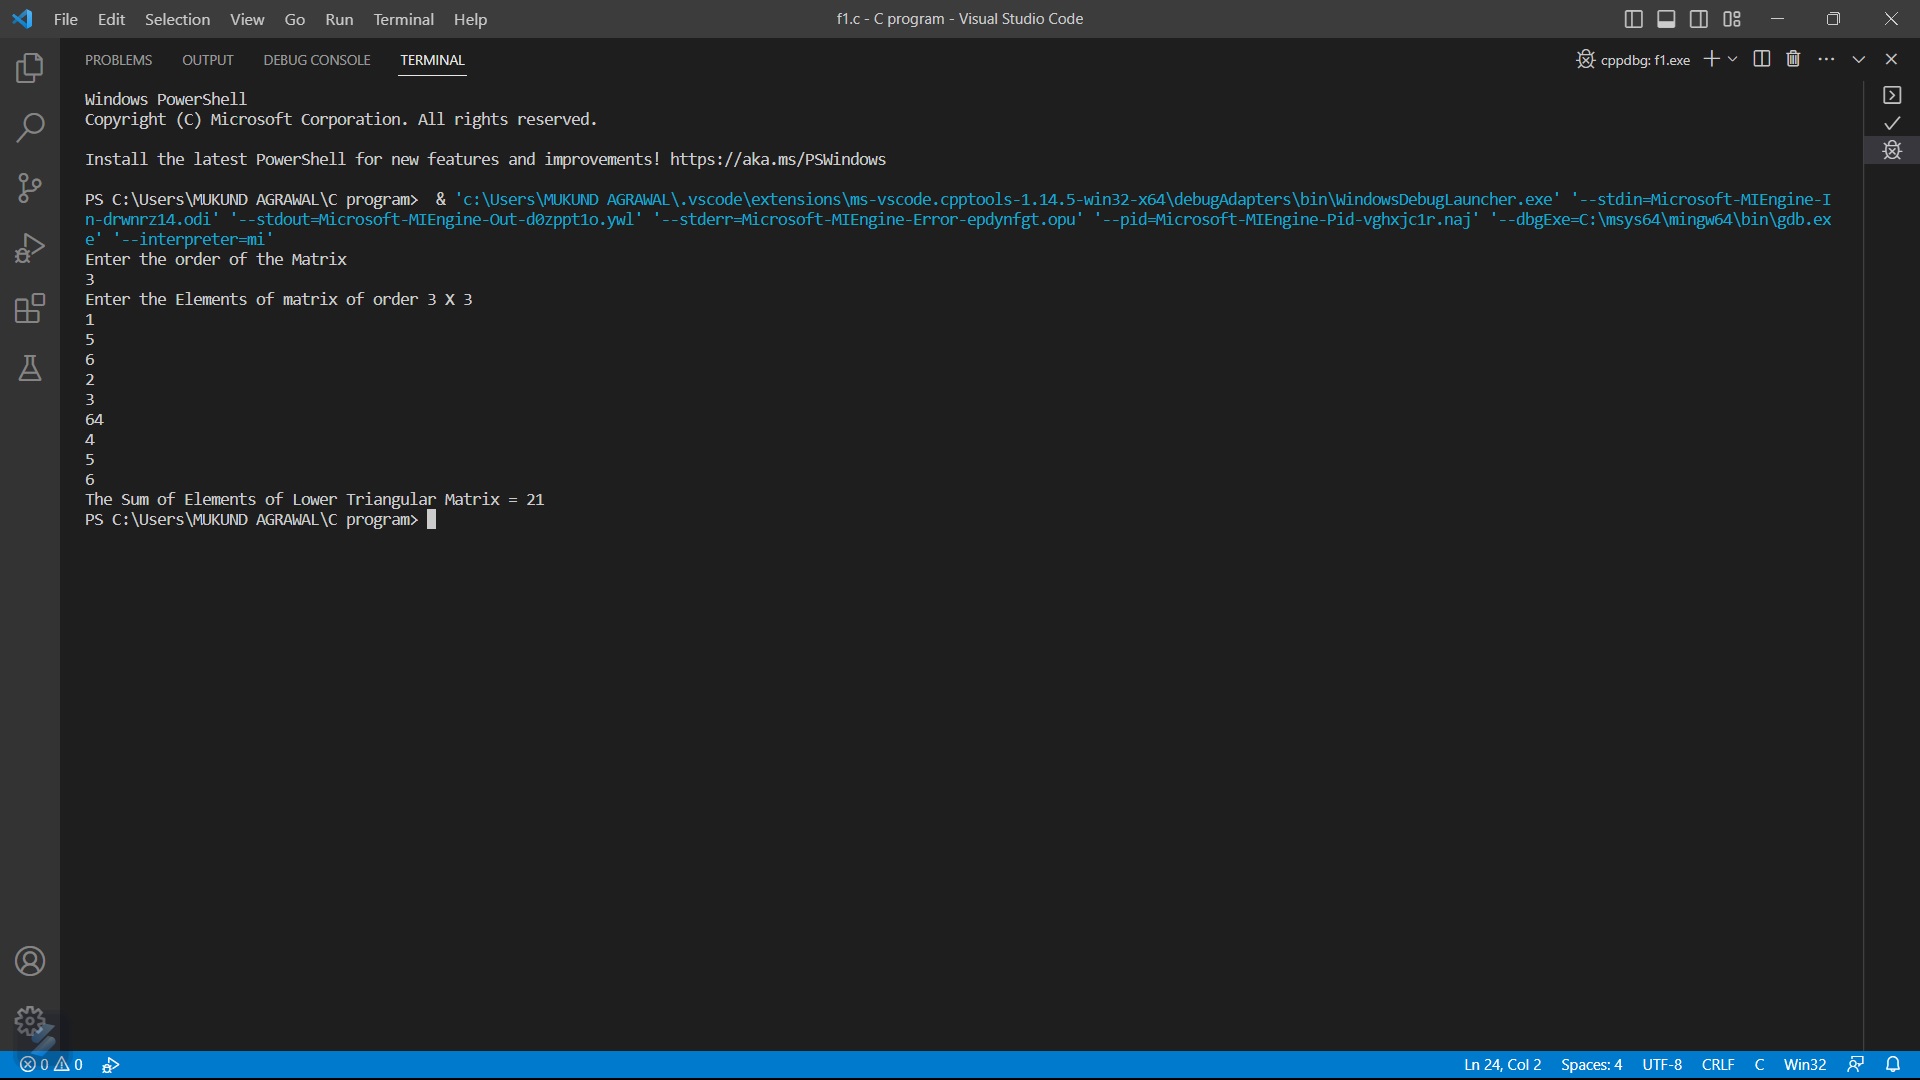 File Edit Selection View Go Run Terminal Help
f1.c - C program - Visual Studio Code
PROBLEMS OUTPUT DEBUG CONSOLE TERMINAL
cppdbg: f1.exe
Windows PowerShell
Copyright (C) Microsoft Corporation. All rights reserved.
Install the latest PowerShell for new features and improvements! https://aka.ms/PSWindows
PS C:\Users\MUKUND AGRAWAL\C program>  & 'c:\Users\MUKUND AGRAWAL\.vscode\extensions\ms-vscode.cpptools-1.14.5-win32-x64\debugAdapters\bin\WindowsDebugLauncher.exe' '--stdin=Microsoft-MIEngine-I
n-drwnrz14.odi' '--stdout=Microsoft-MIEngine-Out-d0zppt1o.ywl' '--stderr=Microsoft-MIEngine-Error-epdynfgt.opu' '--pid=Microsoft-MIEngine-Pid-vghxjc1r.naj' '--dbgExe=C:\msys64\mingw64\bin\gdb.ex
e' '--interpreter=mi'
Enter the order of the Matrix
3
Enter the Elements of matrix of order 3 X 3
1
5
6
2
3
64
4
5
6
The Sum of Elements of Lower Triangular Matrix = 21
PS C:\Users\MUKUND AGRAWAL\C program>
0 0
Ln 24, Col 2 Spaces: 4 UTF-8 CRLF C Win32